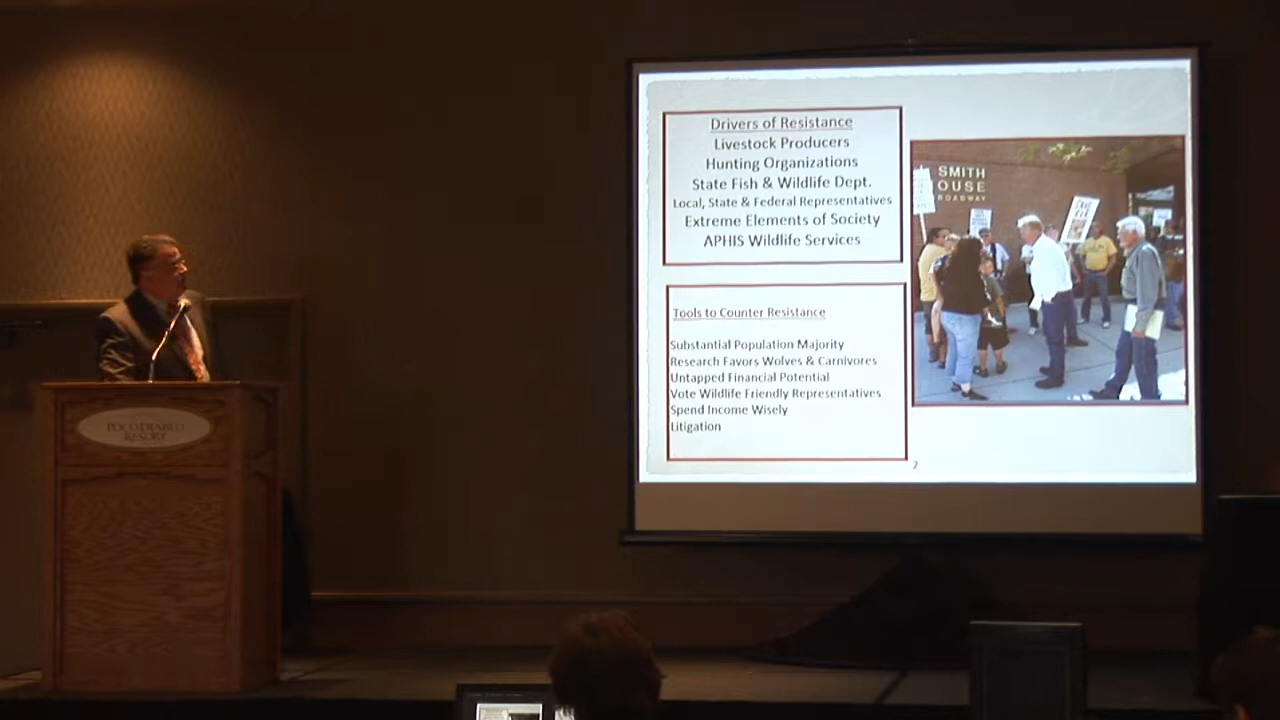 Drivers of Resistance
Livestock Producers
Hunting Organizations
State Fish & Wildlife Dept.
Local, State & Federal Representatives
Extreme Elements of Society
APHIS Wildlife Services
Tools to Counter Resistance
Substantial Population Majority
Research Favors Wolves & Carnivores
Untapped Financial Potential
Vote Wildlife Friendly Representatives
Spend Income Wisely
Litigation
SMITH
OUSE
ROADWAY
2
POCO DIABLO
RESORT